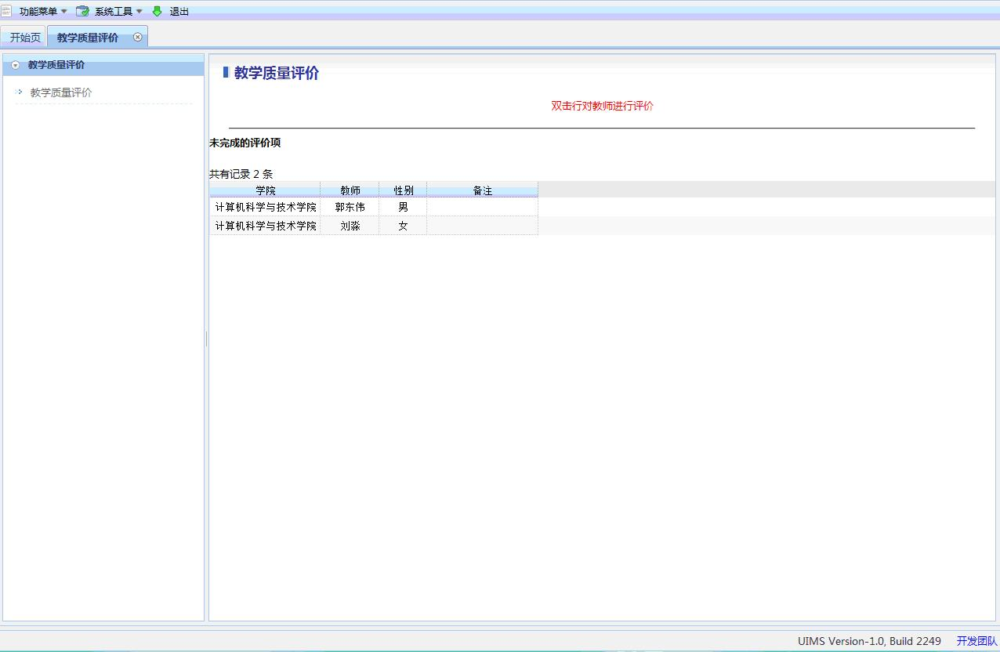 功能菜单 系统工具 退出
开始页 教学质量评价
教学质量评价
教学质量评价
教学质量评价
双击行对教师进行评价
未完成的评价项
共有记录 2 条
学院 教师 性别 备注
计算机科学与技术学院 郭东伟 男
计算机科学与技术学院 刘淼 女
UIMS Version-1.0, Build 2249 开发团队